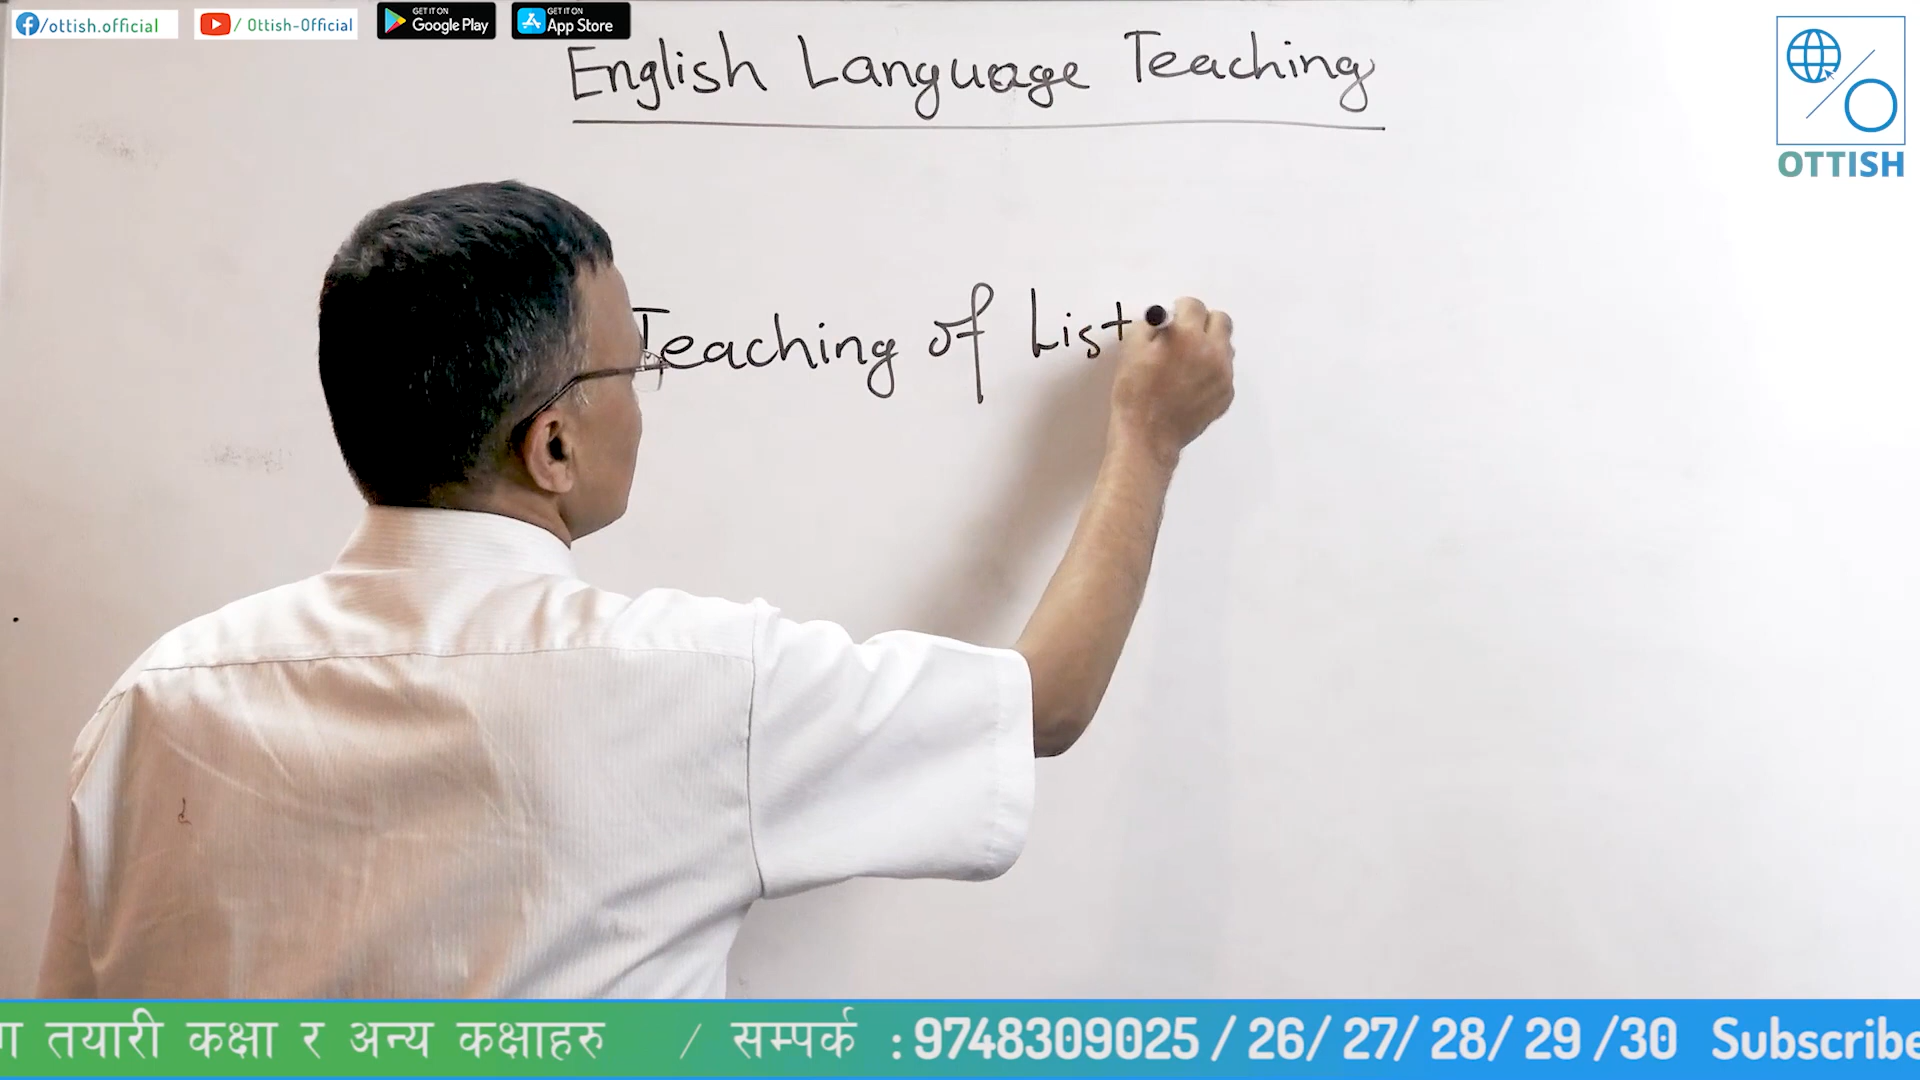 /ottish.official
/ Ottish-Official
GET IT ON
Google Play
GET IT ON
App Store
English Language Teaching
OTTISH
Teaching of List
तयारी कक्षा र अन्य कक्षाहरु / सम्पर्क : 9748309025 / 26/ 27/ 28/ 29 /30 Subscribe